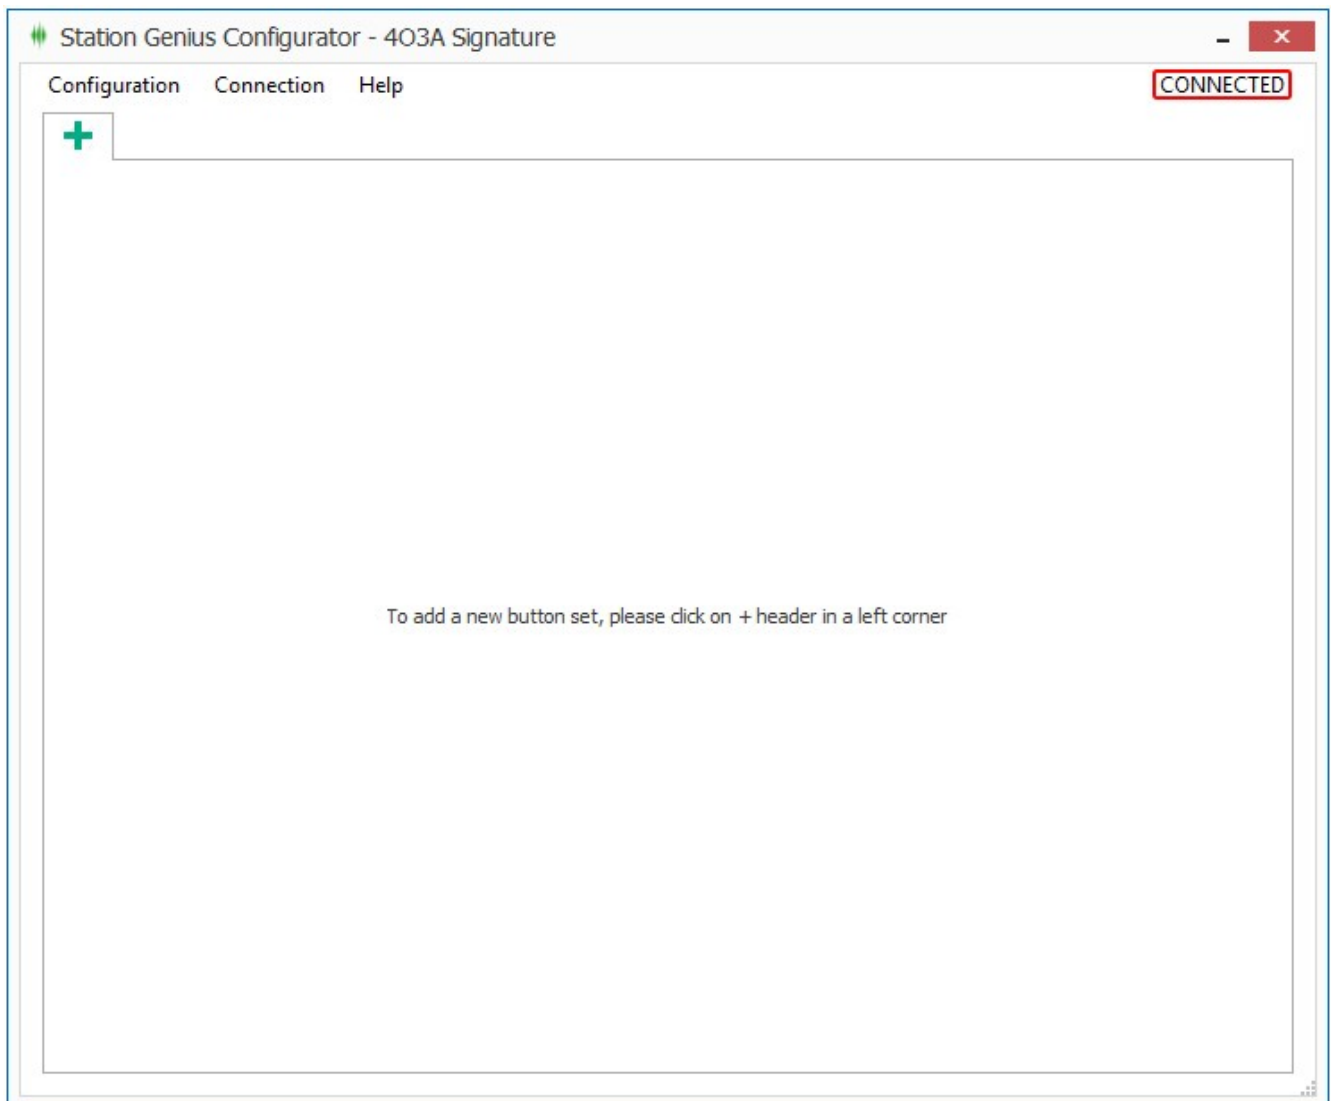 Station Genius Configurator - 4O3A Signature
Configuration Connection Help CONNECTED
To add a new button set, please click on + header in a left corner